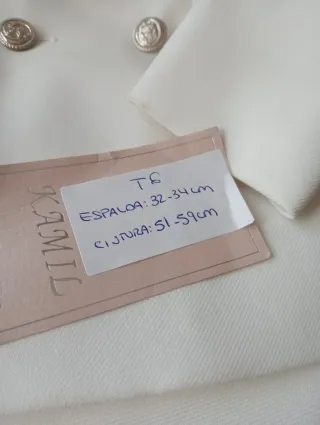 T6
ESPALDA: 32-34cm
CINTURA: 51-59cm
KAMIL